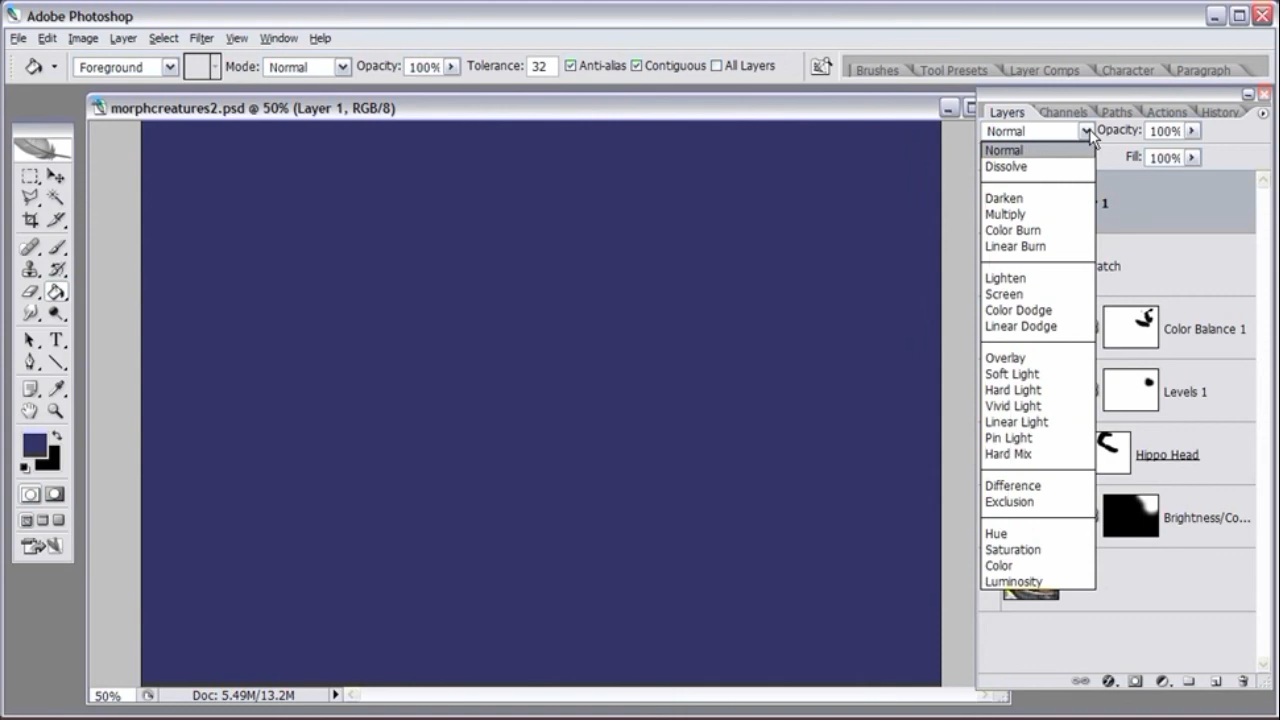 Adobe Photoshop
File Edit Image Layer Select Filter View Window Help
Foreground Mode: Normal Opacity: 100% Tolerance: 32 Anti-alias Contiguous All Layers Brushes Tool Presets Layer Comps Character Paragraph
morphcreatures2.psd @ 50% (Layer 1, RGB/8)
Layers Channels Paths Actions History
Normal Opacity: 100%
Normal
Fill: 100%
Dissolve
Darken
1
Multiply
Color Burn
Linear Burn
atch
Lighten
Screen
Color Dodge
Linear Dodge
Color Balance 1
Overlay
Soft Light
Hard Light
Levels 1
Vivid Light
Linear Light
Pin Light
Hard Mix
Hippo Head
Difference
Exclusion
Brightness/Co...
Hue
Saturation
Color
Luminosity
50% Doc: 5.49M/13.2M